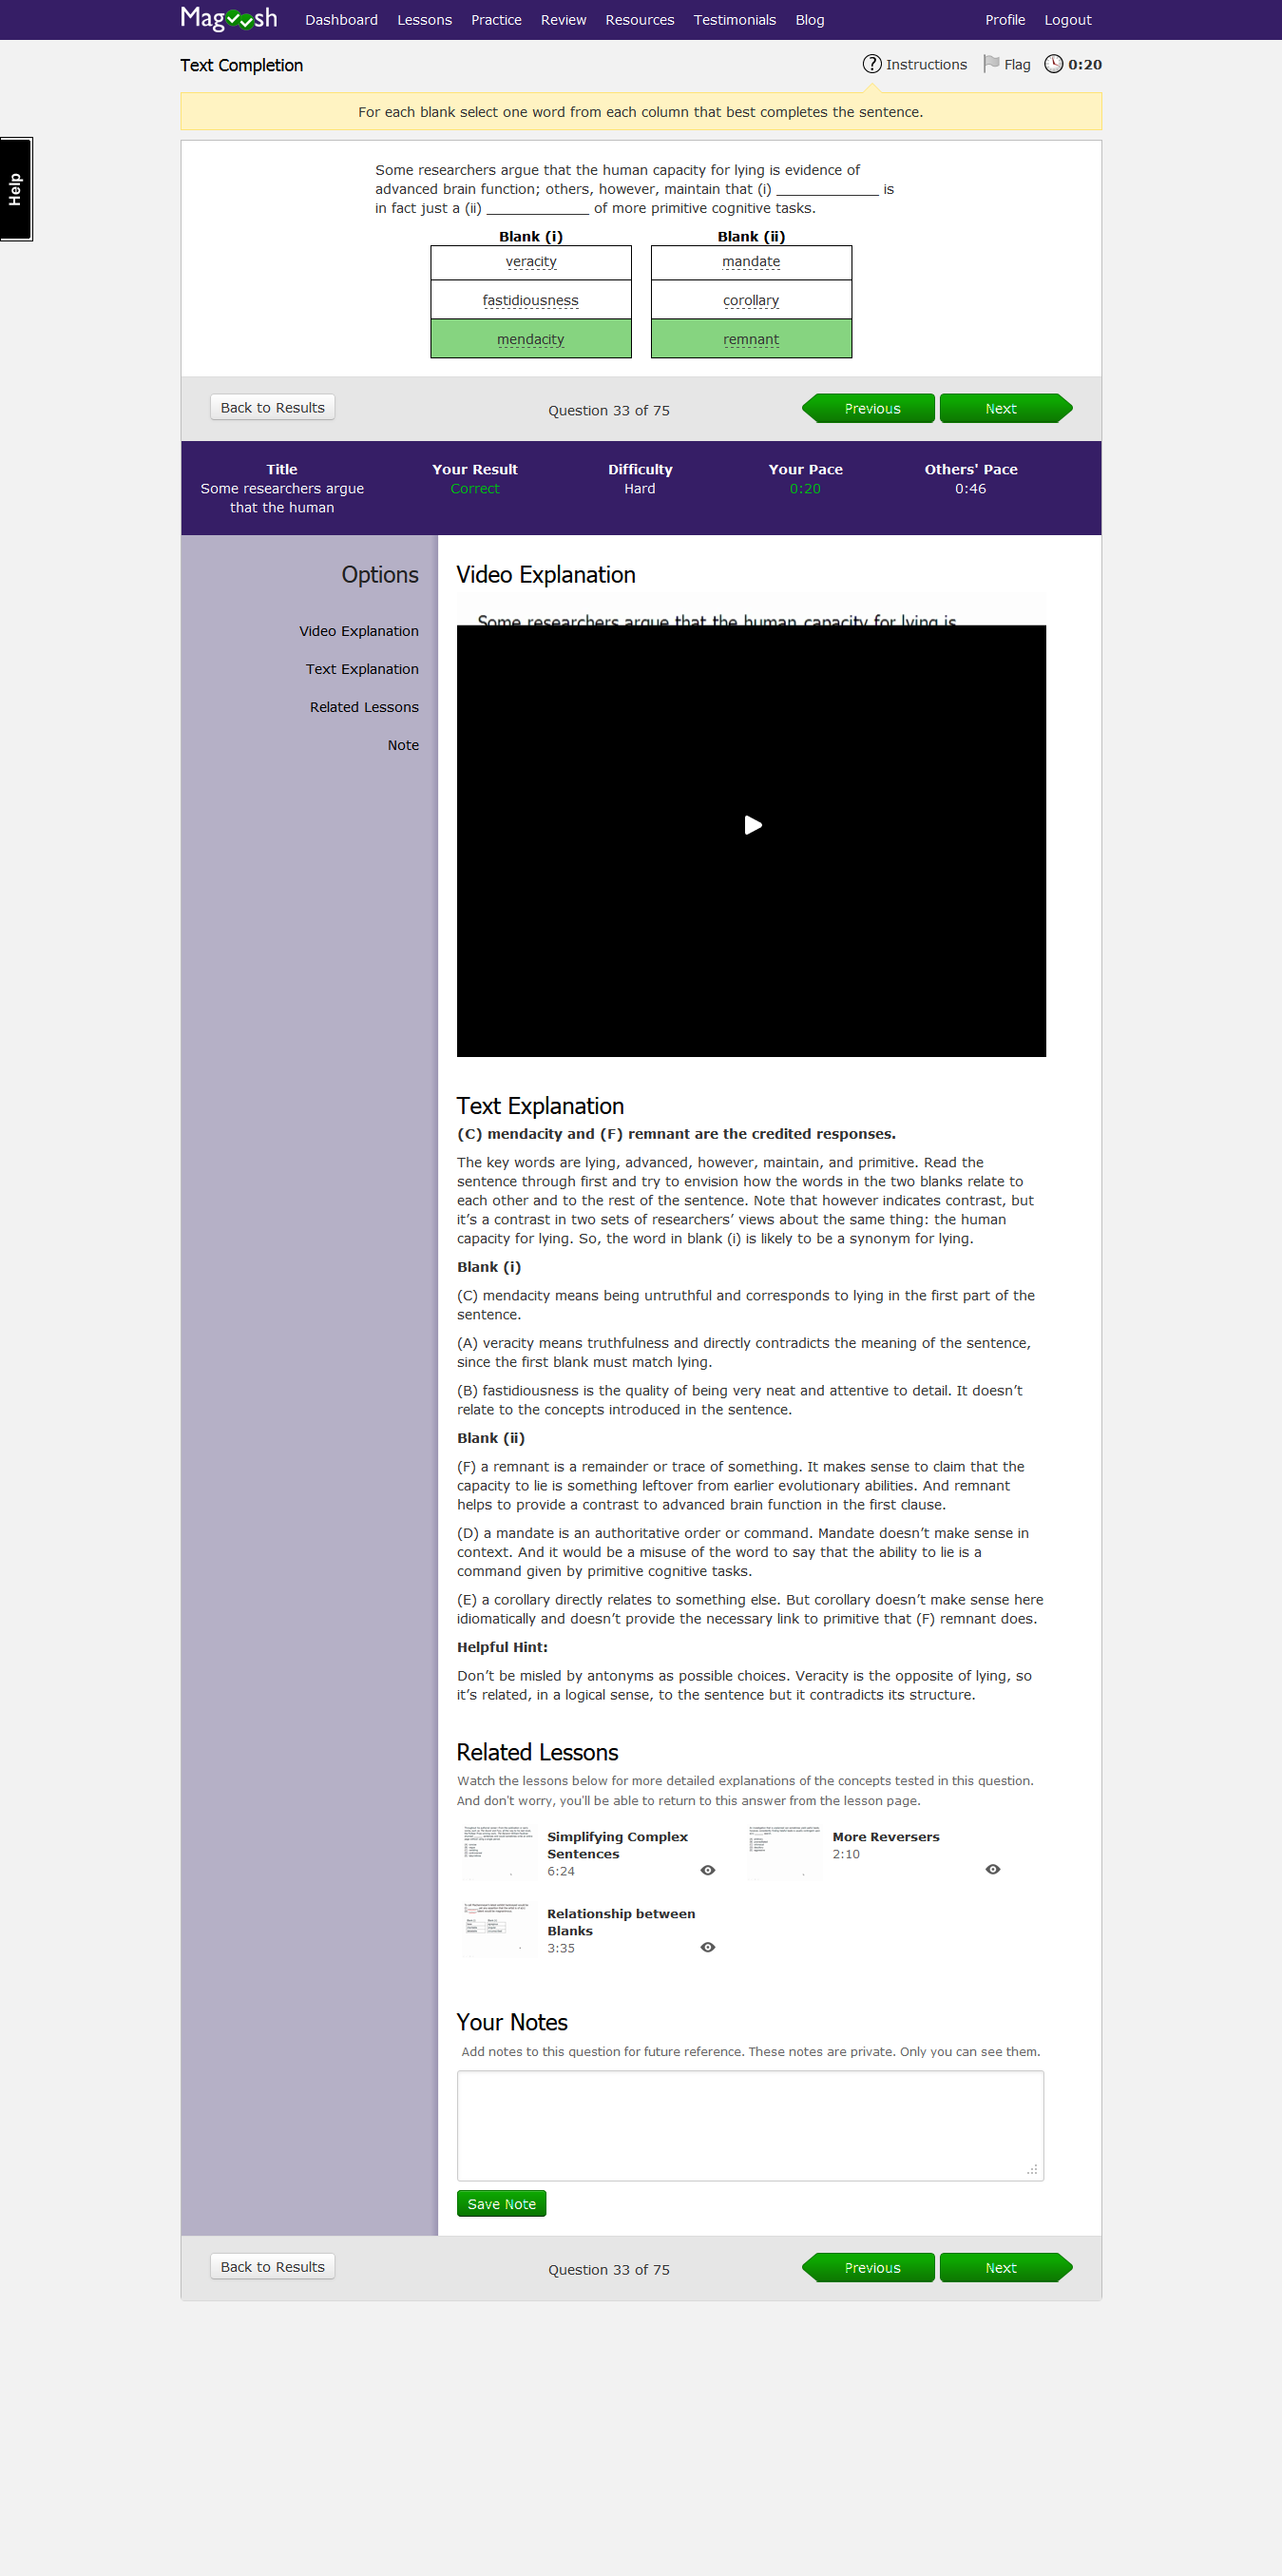 Magoosh Dashboard Lessons Practice Review Resources Testimonials Blog Profile Logout
Text Completion Instructions Flag 0:20
For each blank select one word from each column that best completes the sentence.
Help
Some researchers argue that the human capacity for lying is evidence of
advanced brain function; others, however, maintain that (i) ______________ is
in fact just a (ii) ______________ of more primitive cognitive tasks.
Blank (i) Blank (ii)
veracity mandate
fastidiousness corollary
mendacity remnant
Back to Results Question 33 of 75 Previous Next
Title Your Result Difficulty Your Pace Others' Pace
Some researchers argue Correct Hard 0:20 0:46
that the human
Options
Video Explanation
Text Explanation
Related Lessons
Note
Video Explanation
Some researchers argue that the human capacity for lying is
Text Explanation
(C) mendacity and (F) remnant are the credited responses.
The key words are lying, advanced, however, maintain, and primitive. Read the
sentence through first and try to envision how the words in the two blanks relate to
each other and to the rest of the sentence. Note that however indicates contrast, but
it’s a contrast in two sets of researchers’ views about the same thing: the human
capacity for lying. So, the word in blank (i) is likely to be a synonym for lying.
Blank (i)
(C) mendacity means being untruthful and corresponds to lying in the first part of the
sentence.
(A) veracity means truthfulness and directly contradicts the meaning of the sentence,
since the first blank must match lying.
(B) fastidiousness is the quality of being very neat and attentive to detail. It doesn’t
relate to the concepts introduced in the sentence.
Blank (ii)
(F) a remnant is a remainder or trace of something. It makes sense to claim that the
capacity to lie is something leftover from earlier evolutionary abilities. And remnant
helps to provide a contrast to advanced brain function in the first clause.
(D) a mandate is an authoritative order or command. Mandate doesn’t make sense in
context. And it would be a misuse of the word to say that the ability to lie is a
command given by primitive cognitive tasks.
(E) a corollary directly relates to something else. But corollary doesn’t make sense here
idiomatically and doesn’t provide the necessary link to primitive that (F) remnant does.
Helpful Hint:
Don’t be misled by antonyms as possible choices. Veracity is the opposite of lying, so
it’s related, in a logical sense, to the sentence but it contradicts its structure.
Related Lessons
Watch the lessons below for more detailed explanations of the concepts tested in this question.
And don't worry, you'll be able to return to this answer from the lesson page.
Simplifying Complex More Reversers
Sentences 2:10
6:24
Relationship between
Blanks
3:35
Your Notes
Add notes to this question for future reference. These notes are private. Only you can see them.
Save Note
Back to Results Question 33 of 75 Previous Next